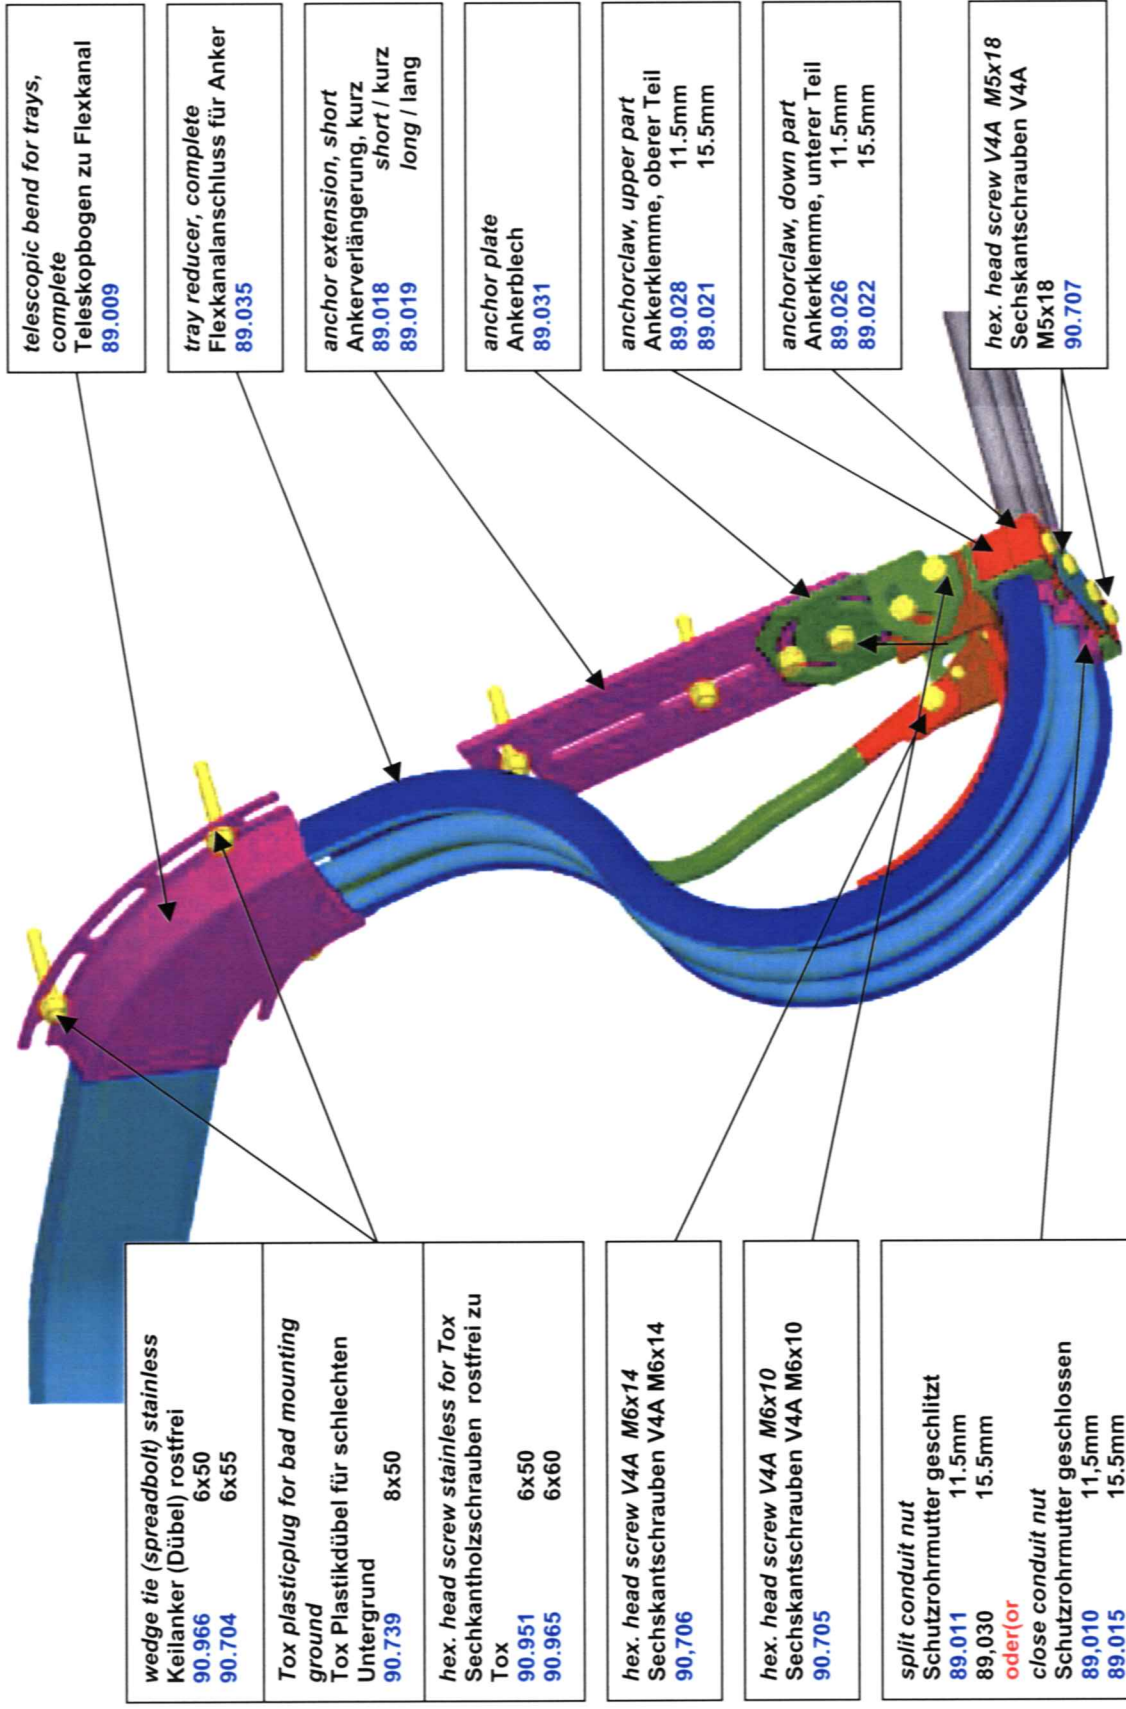 telescopic bend for trays,
complete
Teleskopbogen zu Flexkanal
89.009
tray reducer, complete
Flexkanalanschluss für Anker
89.035
anchor extension, short
Ankerverlängerung, kurz
89.018 short / kurz
89.019 long / lang
anchor plate
Ankerblech
89.031
anchorclaw, upper part
Ankerklemme, oberer Teil
89.028 11.5mm
89.021 15.5mm
anchorclaw, down part
Ankerklemme, unterer Teil
89.026 11.5mm
89.022 15.5mm
hex. head screw V4A M5x18
Sechskantschrauben V4A
M5x18
90.707
wedge tie (spreadbolt) stainless
Keilanker (Dübel) rostfrei
90.966 6x50
90.704 6x55
Tox plasticplug for bad mounting
ground
Tox Plastikdübel für schlechten
Untergrund
90.739 8x50
hex. head screw stainless for Tox
Sechkantholzschrauben rostfrei zu
Tox
90.951 6x50
90.965 6x60
hex. head screw V4A M6x14
Sechskantschrauben V4A M6x14
90,706
hex. head screw V4A M6x10
Sechskantschrauben V4A M6x10
90.705
split conduit nut
Schutzrohrmutter geschlitzt
89.011 11.5mm
89,030 15.5mm
oder(or
close conduit nut
Schutzrohrmutter geschlossen
89,010 11,5mm
89.015 15.5mm